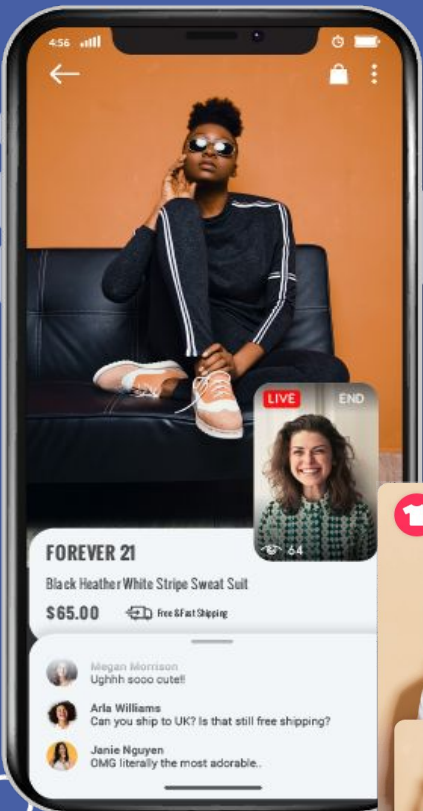 4:56
LIVE END
64
FOREVER 21
Black Heather White Stripe Sweat Suit
$65.00 Free & Fast Shipping
Megan Morrison
Ughhh sooo cute!!
Arla Williams
Can you ship to UK? Is that still free shipping?
Janie Nguyen
OMG literally the most adorable..